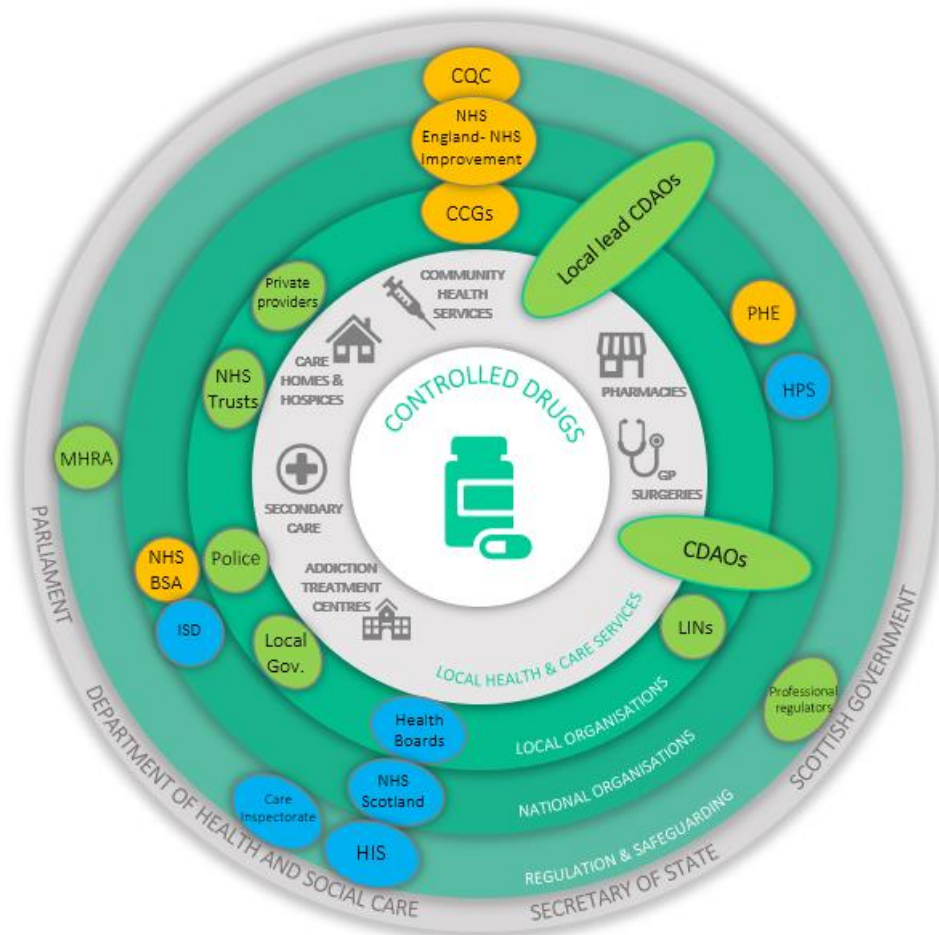 CQC
NHS
England- NHS
Improvement
CCGs
Local lead CDAOs
Private
providers
COMMUNITY
HEALTH
SERVICES
PHE
CARE
HOMES &
HOSPICES
PHARMACIES
HPS
NHS
Trusts
CONTROLLED DRUGS
MHRA
GP
SURGERIES
SECONDARY
CARE
CDAOs
NHS
BSA
Police
ADDICTION
TREATMENT
CENTRES
ISD
Local
Gov.
LINs
LOCAL HEALTH & CARE SERVICES
Professional
regulators
Health
Boards
LOCAL ORGANISATIONS
NHS
Scotland
NATIONAL ORGANISATIONS
Care
Inspectorate
HIS
REGULATION & SAFEGUARDING
PARLIAMENT
DEPARTMENT OF HEALTH AND SOCIAL CARE
SECRETARY OF STATE
SCOTTISH GOVERNMENT